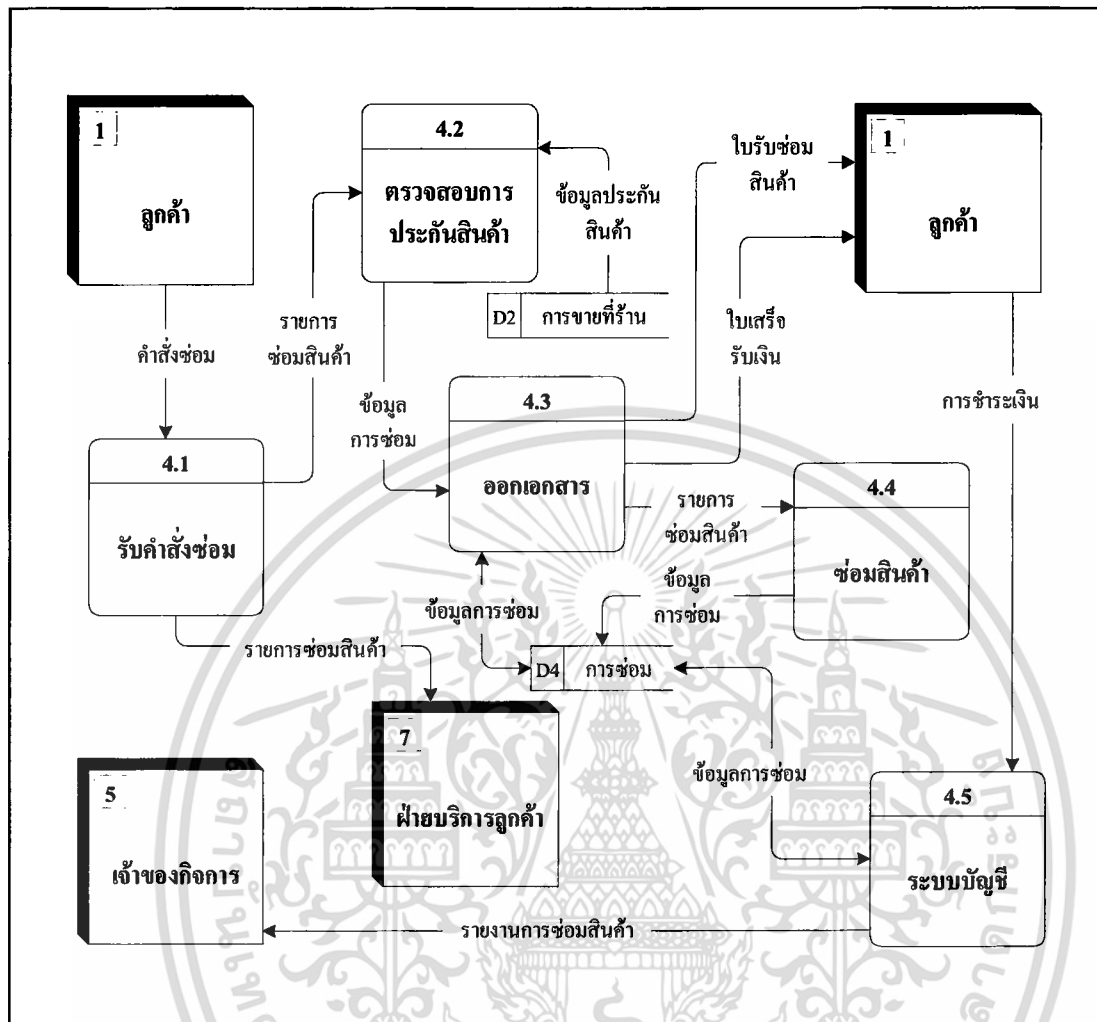 1
ลูกค้า
4.2
ตรวจสอบการ
ประกันสินค้า
ข้อมูลประกัน
สินค้า
ใบรับซ่อม
สินค้า
1
ลูกค้า
D2 การขายที่ร้าน
คำสั่งซ่อม
รายการ
ซ่อมสินค้า
ใบเสร็จ
รับเงิน
ข้อมูล
การซ่อม
4.3
ออกเอกสาร
การชำระเงิน
4.1
รับคำสั่งซ่อม
รายการ
ซ่อมสินค้า
4.4
ซ่อมสินค้า
ข้อมูล
การซ่อม
ข้อมูลการซ่อม
รายการซ่อมสินค้า
D4 การซ่อม
7
ฝ่ายบริการลูกค้า
ข้อมูลการซ่อม
5
เจ้าของกิจการ
4.5
ระบบบัญชี
รายงานการซ่อมสินค้า